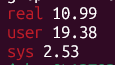 real 10.99
user 19.38
sys 2.53